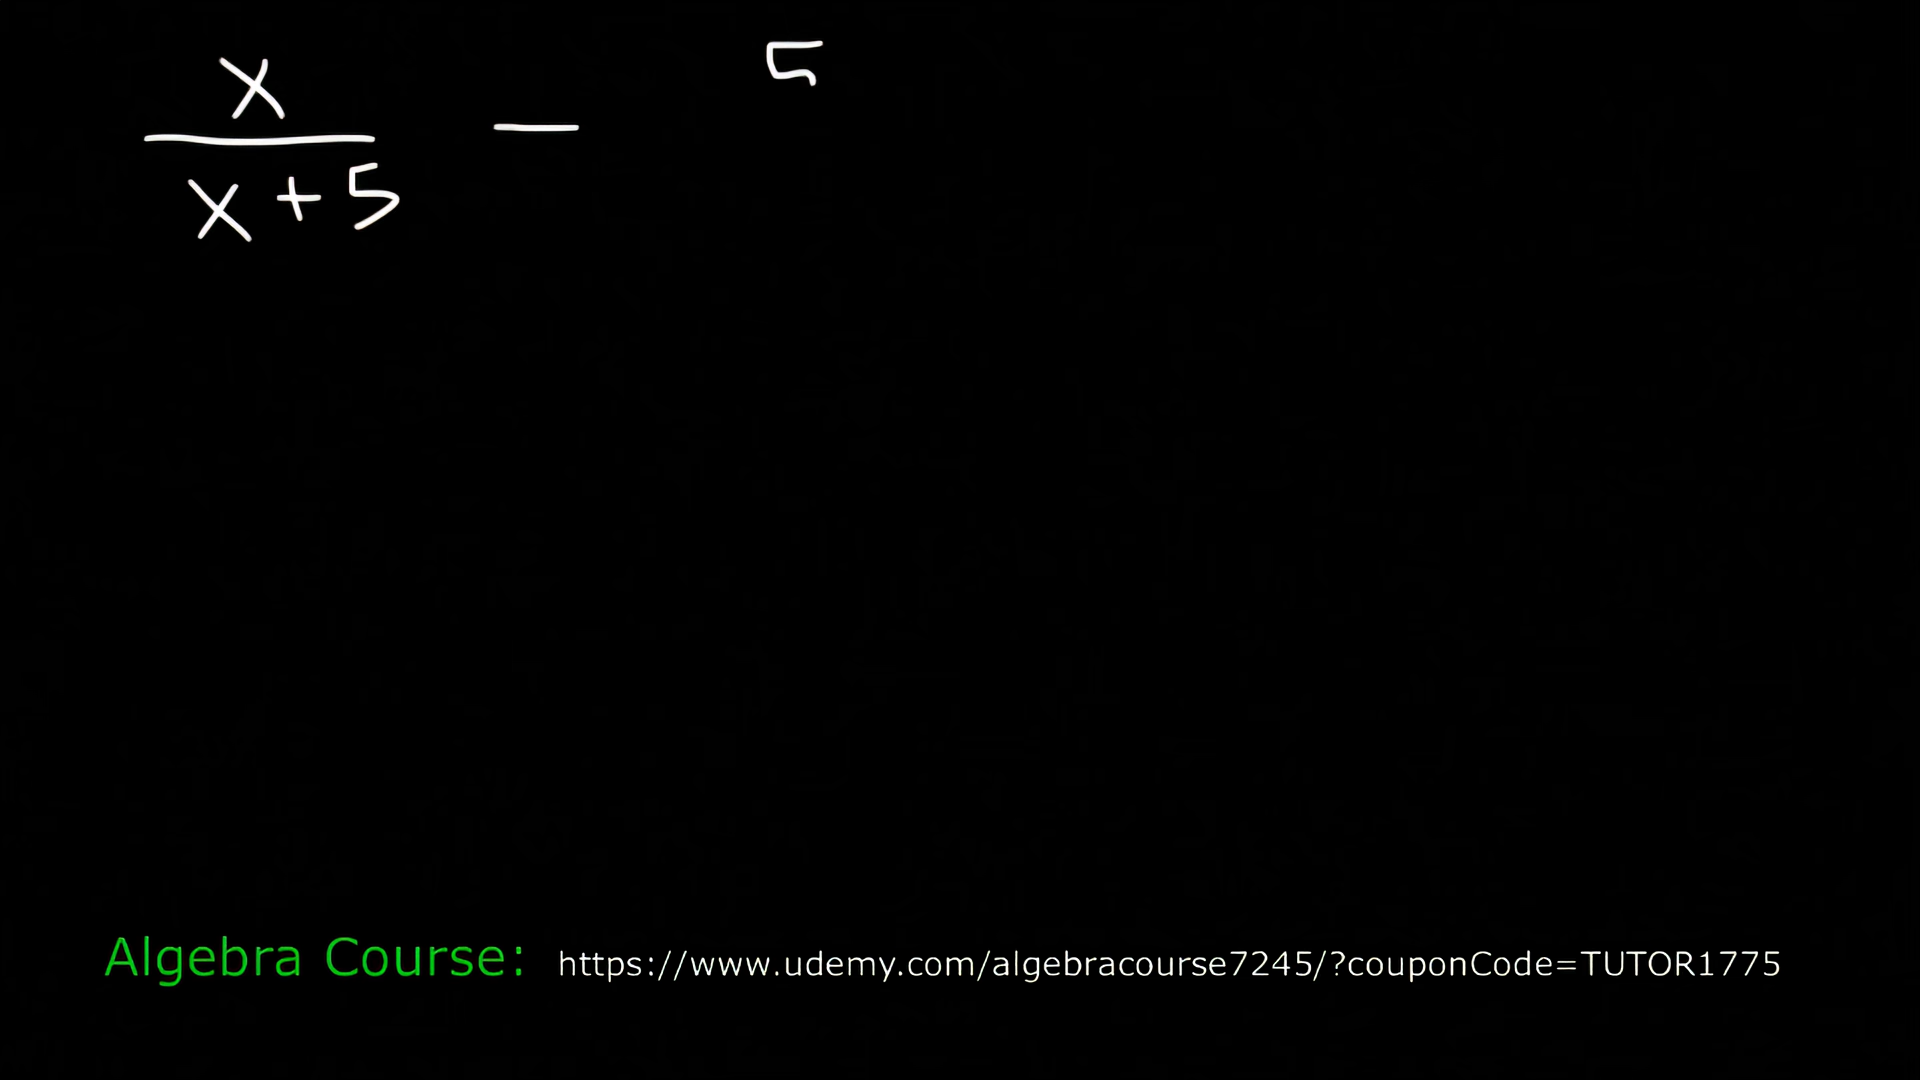 x
x + 5
—
5
Algebra Course: https://www.udemy.com/algebracourse7245/?couponCode=TUTOR1775